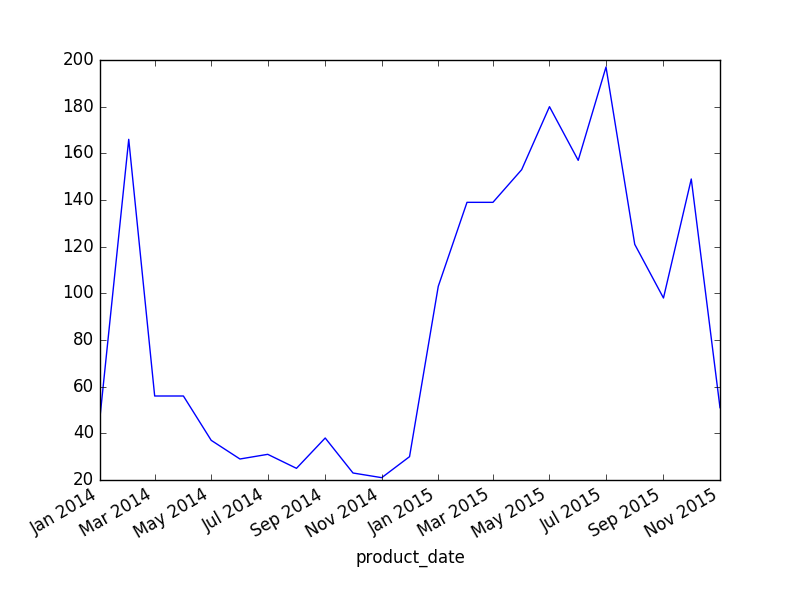 200
180
160
140
120
100
80
60
40
20
Jan 2014
Mar 2014
May 2014
Jul 2014
Sep 2014
Nov 2014
Jan 2015
Mar 2015
May 2015
Jul 2015
Sep 2015
Nov 2015
product_date